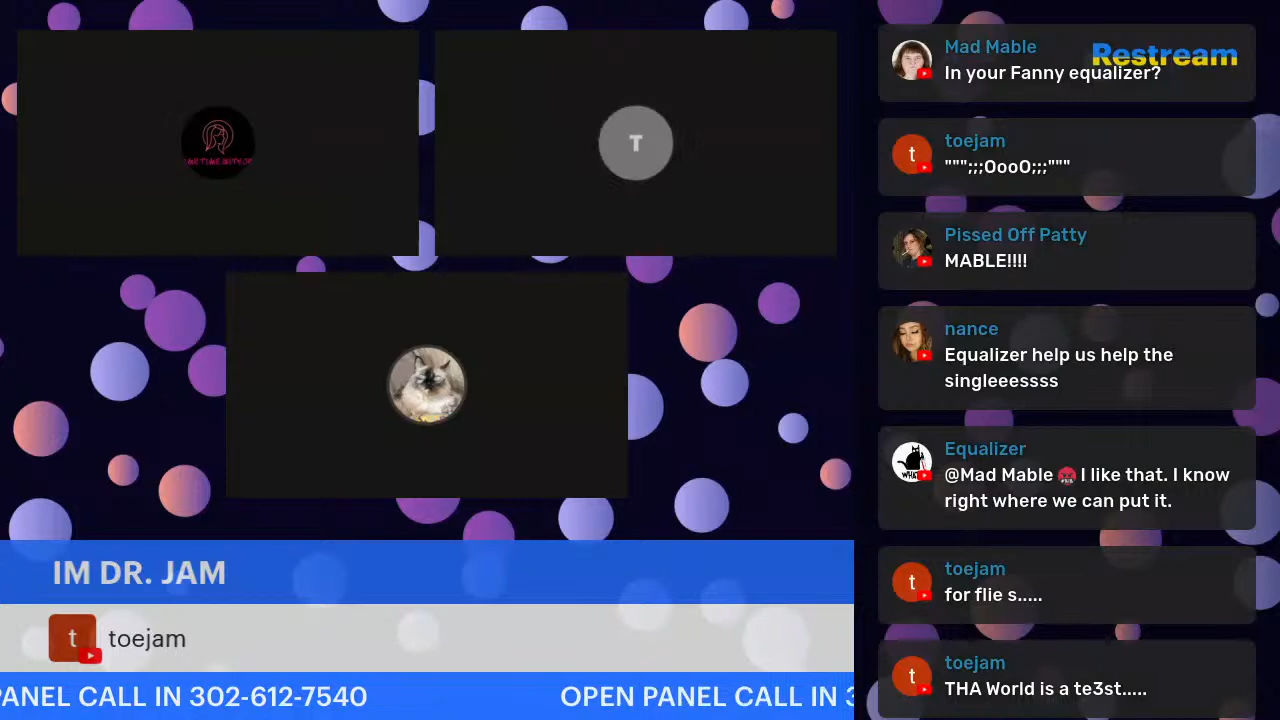 T
IM DR. JAM
t
toejam
PANEL CALL IN 302-612-7540
OPEN PANEL CALL IN 3
Restream
Mad Mable
In your Fanny equalizer?
t
toejam
""";;;OooO;;;"""
Pissed Off Patty
MABLE!!!!
nance
Equalizer help us help the
singleeessss
Equalizer
@Mad Mable 🤬 I like that. I know
right where we can put it.
t
toejam
for flie s.....
t
toejam
THA World is a te3st.....